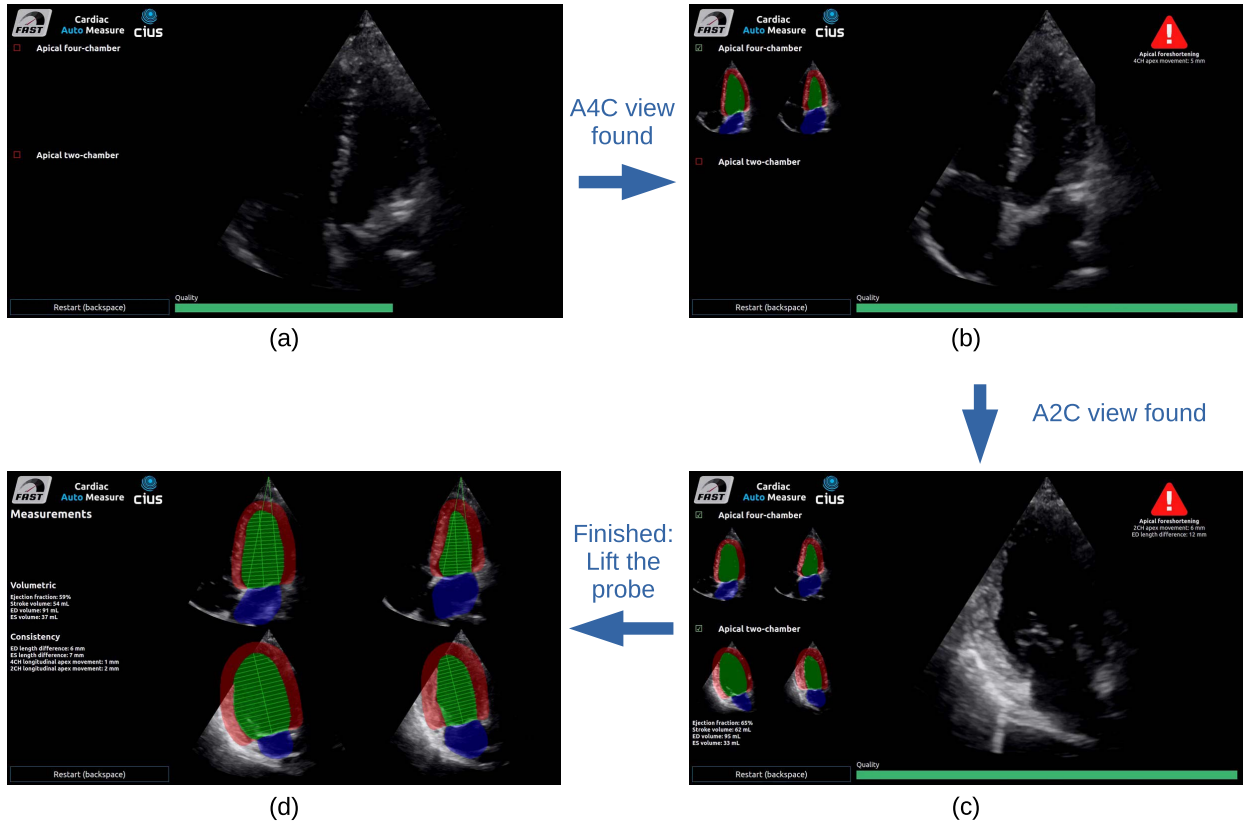 FAST
Cardiac
Auto Measure
cius
Apical four-chamber
Apical two-chamber
Restart (backspace)
Quality
(a)
A4C view
found
FAST
Cardiac
Auto Measure
cius
Apical four-chamber
Apical foreshortening
4CH apex movement: 5 mm
Apical two-chamber
Restart (backspace)
Quality
(b)
A2C view found
FAST
Cardiac
Auto Measure
cius
Apical four-chamber
Apical foreshortening
2CH apex movement: 6 mm
ED length difference: 12 mm
Apical two-chamber
Ejection fraction: 65%
Stroke volume: 62 mL
ED volume: 95 mL
ES volume: 33 mL
Restart (backspace)
Quality
(c)
Finished:
Lift the
probe
FAST
Cardiac
Auto Measure
cius
Measurements
Volumetric
Ejection fraction: 59%
Stroke volume: 54 mL
ED volume: 91 mL
ES volume: 37 mL
Consistency
ED length difference: 6 mm
ES length difference: 7 mm
4CH longitudinal apex movement: 1 mm
2CH longitudinal apex movement: 2 mm
Restart (backspace)
(d)